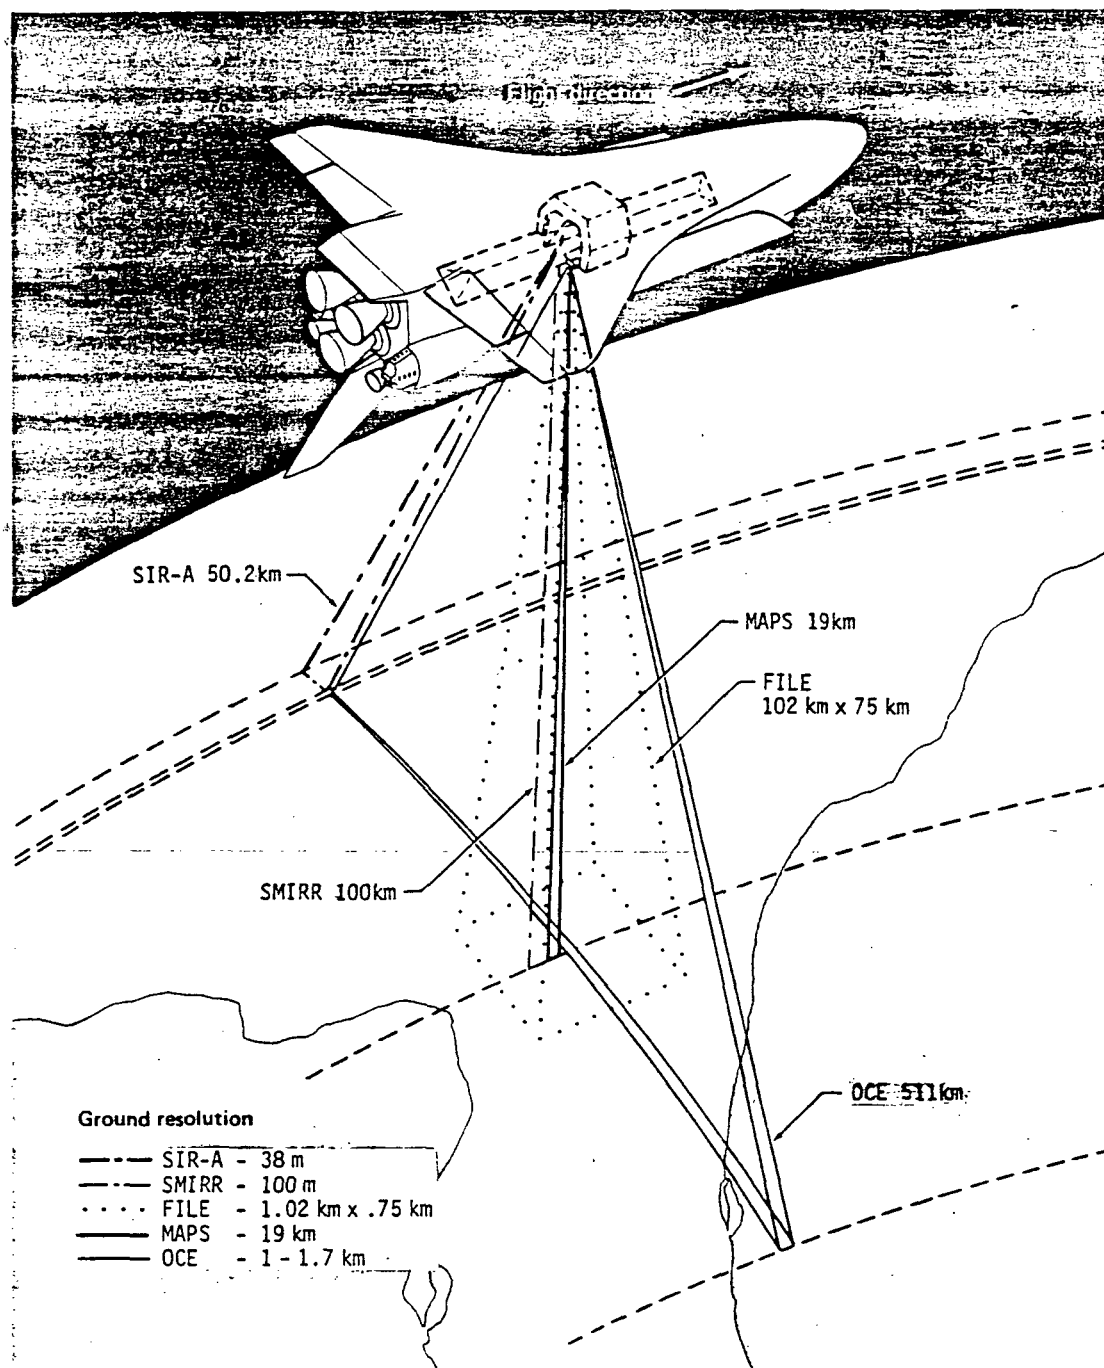 Flight direction
SIR-A 50.2km
MAPS 19km
FILE
102 km x 75 km
SMIRR 100km
OCE 511km
Ground resolution
SIR-A - 38 m
SMIRR - 100 m
FILE - 1.02 km x .75 km
MAPS - 19 km
OCE - 1 - 1.7 km